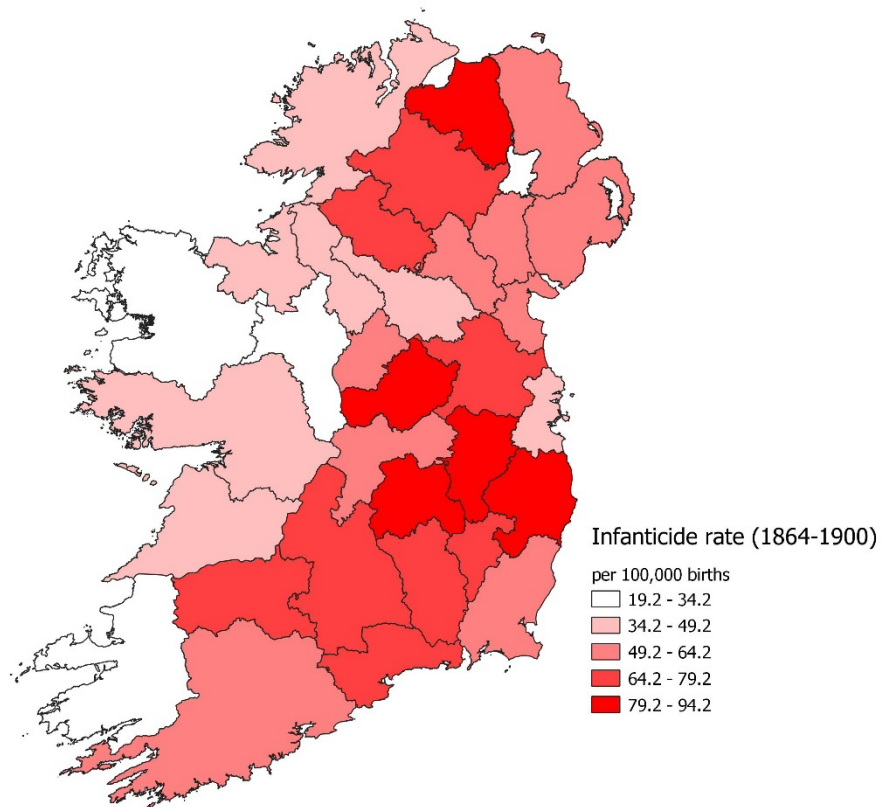 Infanticide rate (1864-1900)
per 100,000 births
19.2 - 34.2
34.2 - 49.2
49.2 - 64.2
64.2 - 79.2
79.2 - 94.2